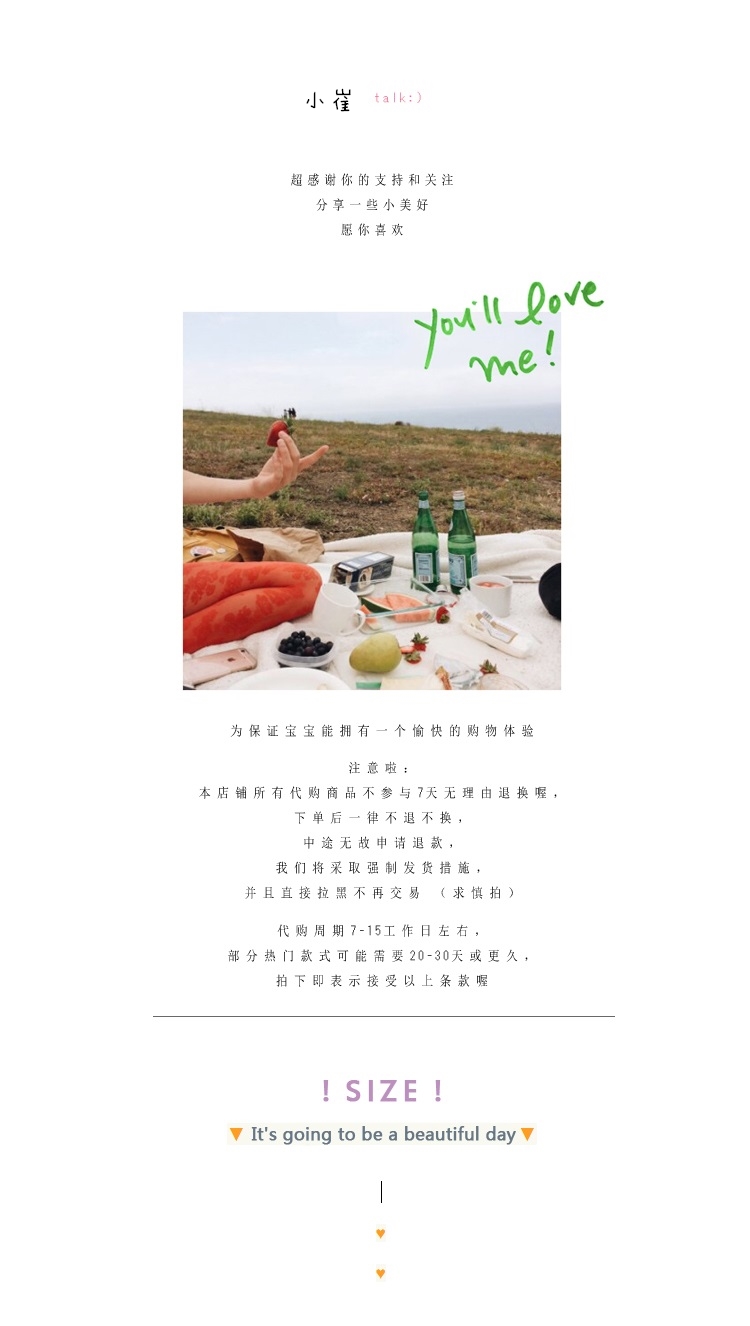 小崔 talk:)
超感谢你的支持和关注
分享一些小美好
愿你喜欢
you'll love
me!
为保证宝宝能拥有一个愉快的购物体验
注意啦：
本店铺所有代购商品不参与7天无理由退换喔，
下单后一律不退不换，
中途无故申请退款，
我们将采取强制发货措施，
并且直接拉黑不再交易 （求慎拍）
代购周期7-15工作日左右，
部分热门款式可能需要20-30天或更久，
拍下即表示接受以上条款喔
! SIZE !
▼ It's going to be a beautiful day▼
♥
♥